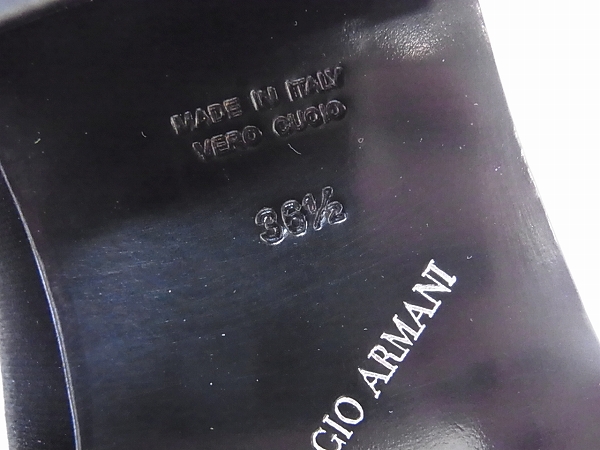 MADE IN ITALY
VERO CUOIO
36½
GIO ARMANI